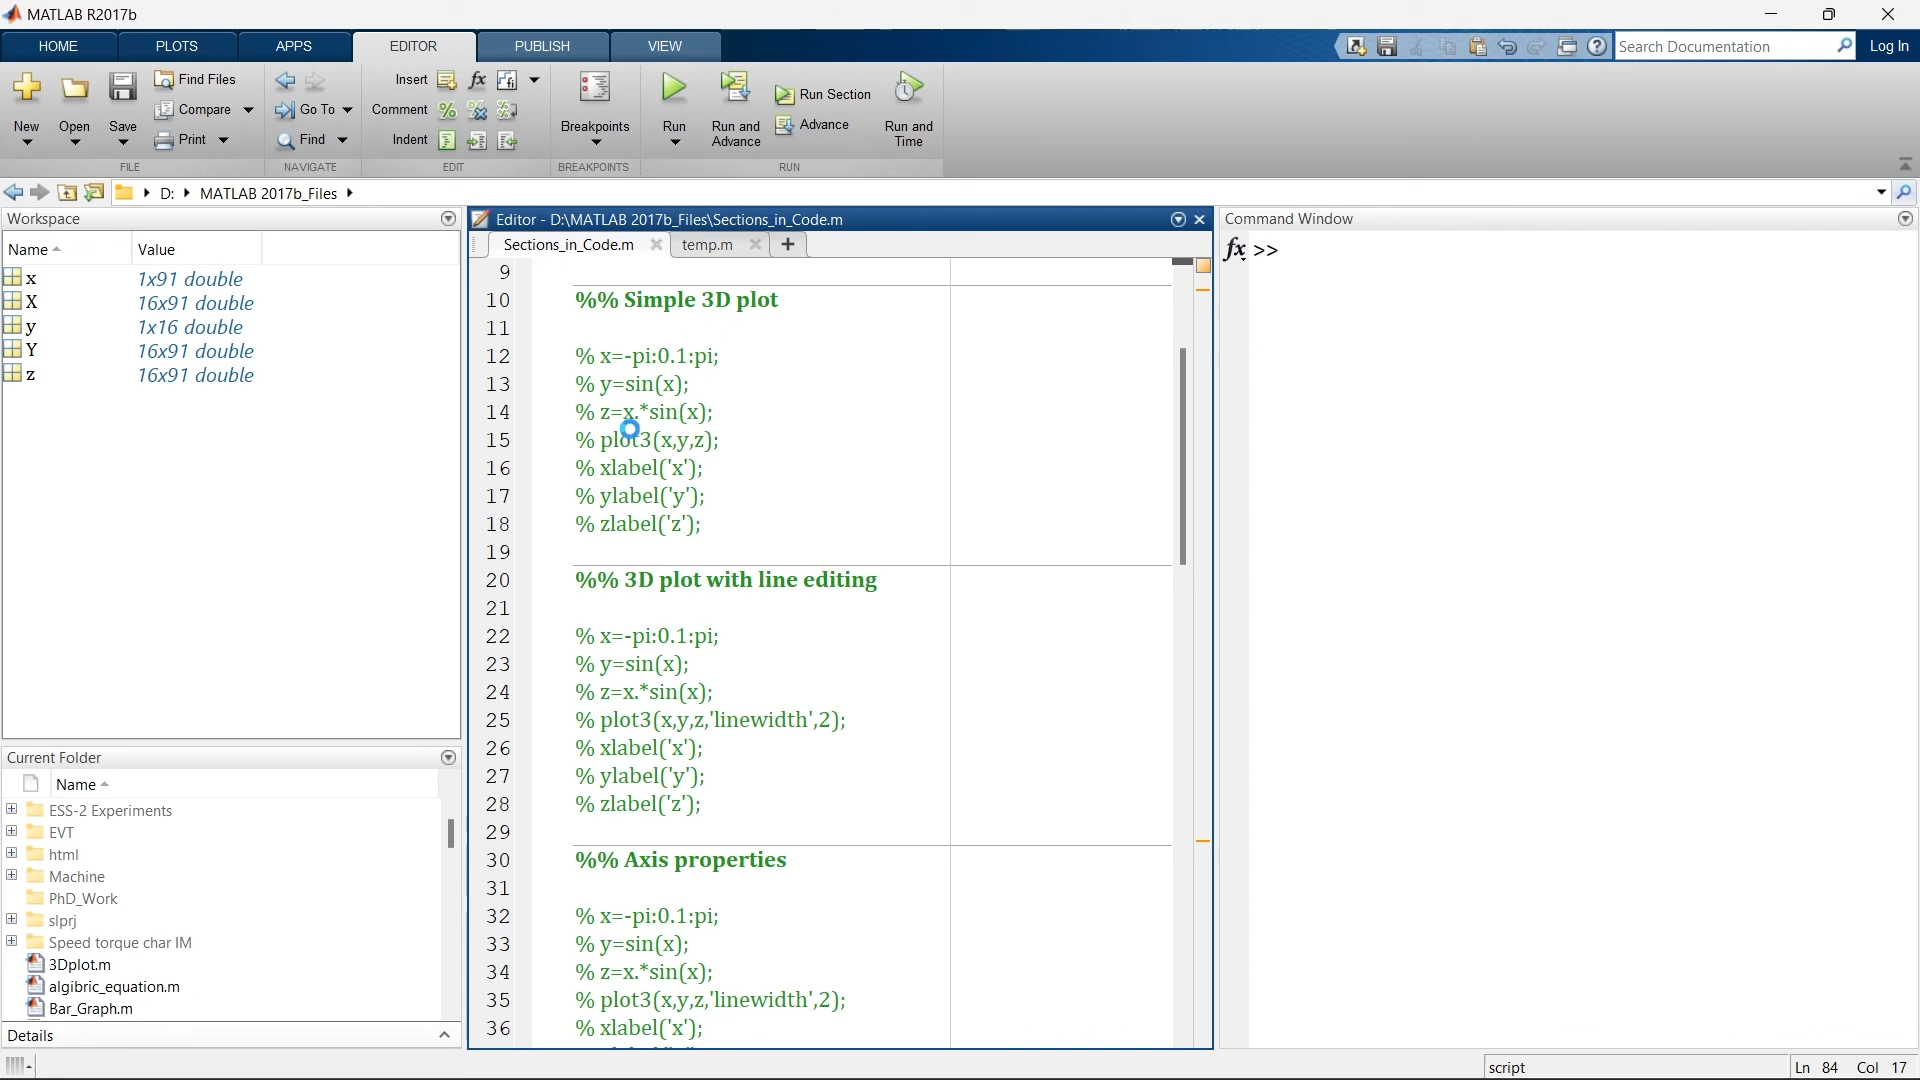 MATLAB R2017b
HOME PLOTS APPS EDITOR PUBLISH VIEW
Search Documentation
Log In
Find Files Insert
Compare Go To Comment Run Section
New Open Save Breakpoints Run Run and Advance Advance Run and Time
Print Find Indent
FILE NAVIGATE EDIT BREAKPOINTS RUN
D: MATLAB 2017b_Files
Workspace
Name Value
x 1x91 double
X 16x91 double
y 1x16 double
Y 16x91 double
z 16x91 double
Current Folder
Name
ESS-2 Experiments
EVT
html
Machine
PhD_Work
slprj
Speed torque char IM
3Dplot.m
algibric_equation.m
Bar_Graph.m
Details
Editor - D:\MATLAB 2017b_Files\Sections_in_Code.m
Sections_in_Code.m temp.m
9
10 %% Simple 3D plot
11
12 % x=-pi:0.1:pi;
13 % y=sin(x);
14 % z=x.*sin(x);
15 % plot3(x,y,z);
16 % xlabel('x');
17 % ylabel('y');
18 % zlabel('z');
19
20 %% 3D plot with line editing
21
22 % x=-pi:0.1:pi;
23 % y=sin(x);
24 % z=x.*sin(x);
25 % plot3(x,y,z,'linewidth',2);
26 % xlabel('x');
27 % ylabel('y');
28 % zlabel('z');
29
30 %% Axis properties
31
32 % x=-pi:0.1:pi;
33 % y=sin(x);
34 % z=x.*sin(x);
35 % plot3(x,y,z,'linewidth',2);
36 % xlabel('x');
Command Window
fx >>
script Ln 84 Col 17